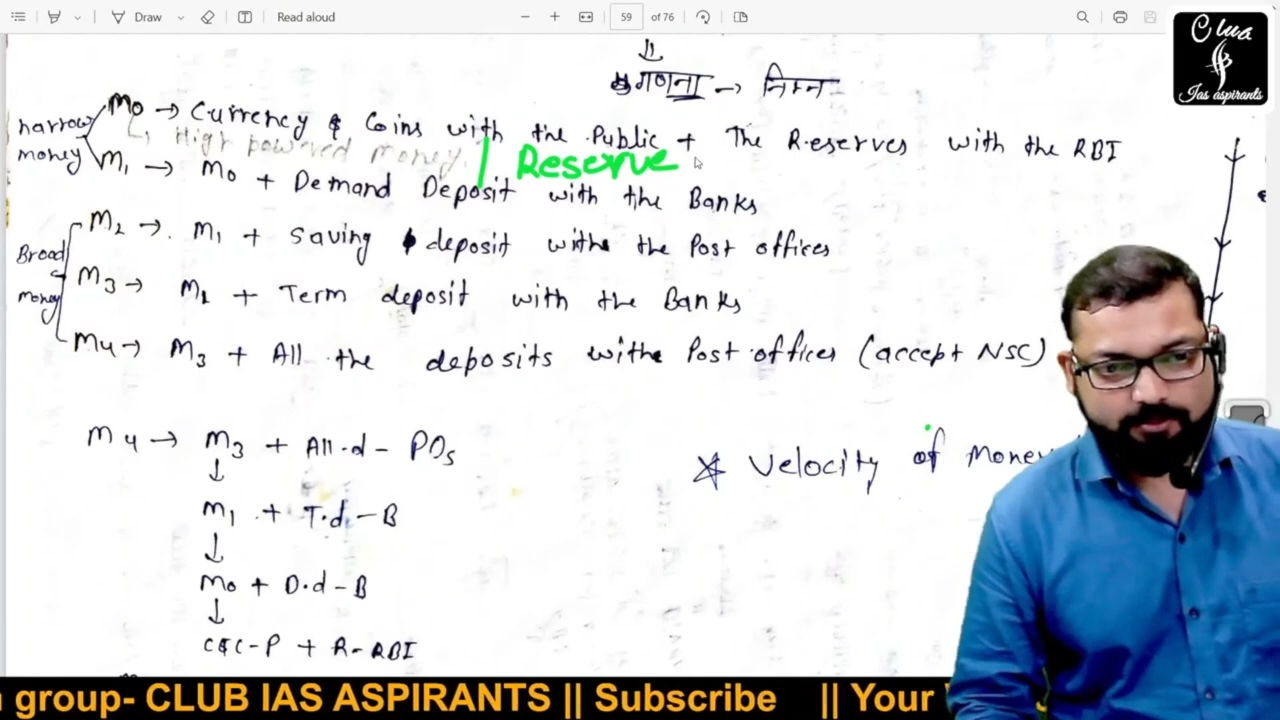 Draw
Read aloud
59
of 76
Clua
Ias aspirants
गणना → निम्न
narrow money
M0 → Currency & Coins with the Public + The Reserves with the RBI
High powered money | Reserve
M1 → M0 + Demand Deposit with the Banks
Broad money
M2 → M1 + Saving deposit with the Post offices
M3 → M1 + Term deposit with the Banks
M4 → M3 + All the deposits withe Post offices (accept NSC)
M4 → M3 + All.d - POs
M1 + T.d - B
M0 + D.d - B
C&C-P + R-RBI
* Velocity of Money
group- CLUB IAS ASPIRANTS || Subscribe || Your